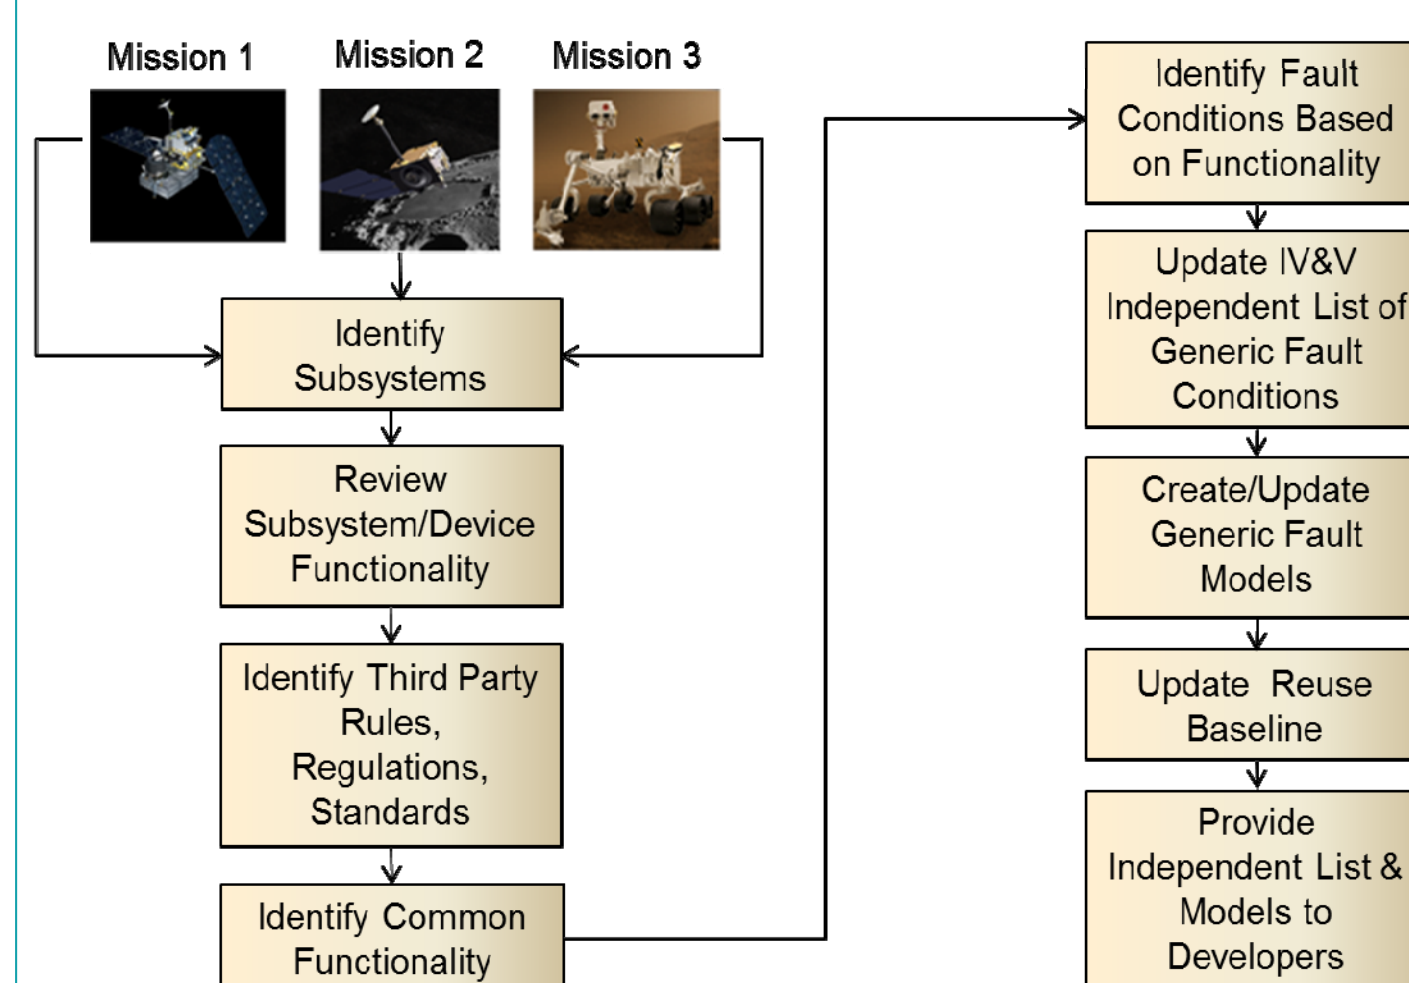 Mission 1
Mission 2
Mission 3
Identify
Subsystems
Review
Subsystem/Device
Functionality
Identify Third Party
Rules,
Regulations,
Standards
Identify Common
Functionality
Identify Fault
Conditions Based
on Functionality
Update IV&V
Independent List of
Generic Fault
Conditions
Create/Update
Generic Fault
Models
Update Reuse
Baseline
Provide
Independent List &
Models to
Developers